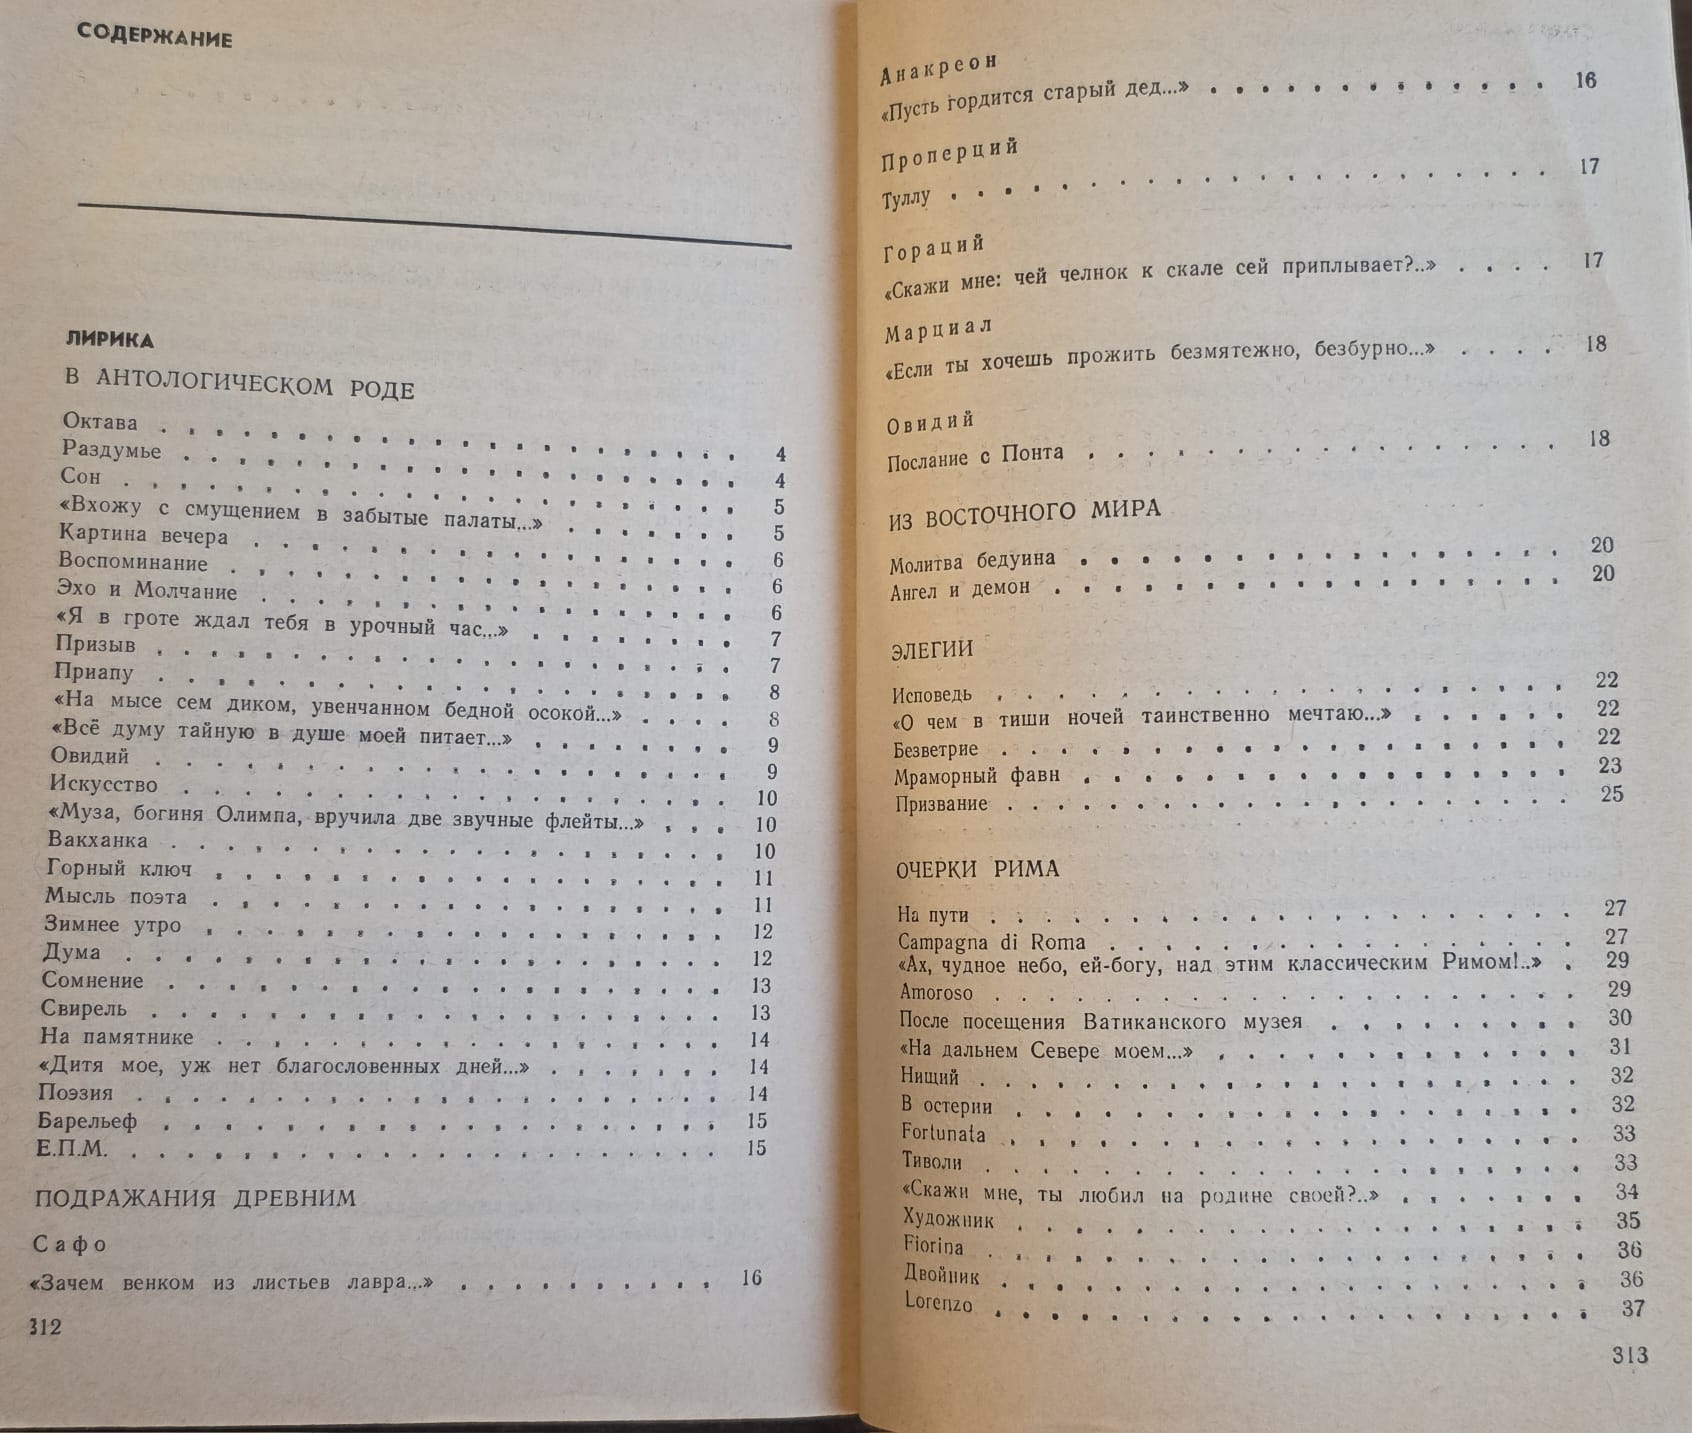 СОДЕРЖАНИЕ
ЛИРИКА
В АНТОЛОГИЧЕСКОМ РОДЕ
Октава . . . . . . . . . . . . . . . . . . . . . 4
Раздумье . . . . . . . . . . . . . . . . . . . . 4
Сон . . . . . . . . . . . . . . . . . . . . . . 5
«Вхожу с смущением в забытые палаты...» . . . . . . . 5
Картина вечера . . . . . . . . . . . . . . . . . 6
Воспоминание . . . . . . . . . . . . . . . . . . 6
Эхо и Молчание . . . . . . . . . . . . . . . . . 6
«Я в гроте ждал тебя в урочный час...» . . . . . . . . 7
Призыв . . . . . . . . . . . . . . . . . . . . . 7
Приапу . . . . . . . . . . . . . . . . . . . . . 8
«На мысе сем диком, увенчанном бедной осокой...» . . . . 8
«Всё думу тайную в душе моей питает...» . . . . . . . . 9
Овидий . . . . . . . . . . . . . . . . . . . . . 9
Искусство . . . . . . . . . . . . . . . . . . . . 10
«Муза, богиня Олимпа, вручила две звучные флейты...» . . . 10
Вакханка . . . . . . . . . . . . . . . . . . . . 10
Горный ключ . . . . . . . . . . . . . . . . . . 11
Мысль поэта . . . . . . . . . . . . . . . . . . 11
Зимнее утро . . . . . . . . . . . . . . . . . . 12
Дума . . . . . . . . . . . . . . . . . . . . . 12
Сомнение . . . . . . . . . . . . . . . . . . . . 13
Свирель . . . . . . . . . . . . . . . . . . . . 13
На памятнике . . . . . . . . . . . . . . . . . . 14
«Дитя мое, уж нет благословенных дней...» . . . . . . . 14
Поэзия . . . . . . . . . . . . . . . . . . . . . 14
Барельеф . . . . . . . . . . . . . . . . . . . . 15
Е.П.М. . . . . . . . . . . . . . . . . . . . . . 15
ПОДРАЖАНИЯ ДРЕВНИМ
Сафо
«Зачем венком из листьев лавра...» . . . . . . . . . . 16
312
Анакреон
«Пусть гордится старый дед...» . . . . . . . . . . . . . 16
Проперций
Туллу . . . . . . . . . . . . . . . . . . . . . . 17
Гораций
«Скажи мне: чей челнок к скале сей приплывает?..» . . . . 17
Марциал
«Если ты хочешь прожить безмятежно, безбурно...» . . . . 18
Овидий
Послание с Понта . . . . . . . . . . . . . . . . 18
ИЗ ВОСТОЧНОГО МИРА
Молитва бедуина . . . . . . . . . . . . . . . . 20
Ангел и демон . . . . . . . . . . . . . . . . . 20
ЭЛЕГИИ
Исповедь . . . . . . . . . . . . . . . . . . . . 22
«О чем в тиши ночей таинственно мечтаю...» . . . . . . 22
Безветрие . . . . . . . . . . . . . . . . . . . . 22
Мраморный фавн . . . . . . . . . . . . . . . . 23
Призвание . . . . . . . . . . . . . . . . . . . 25
ОЧЕРКИ РИМА
На пути . . . . . . . . . . . . . . . . . . . . 27
Campagna di Roma . . . . . . . . . . . . . . . . 27
«Ах, чудное небо, ей-богу, над этим классическим Римом!..» . 29
Amoroso . . . . . . . . . . . . . . . . . . . . 29
После посещения Ватиканского музея . . . . . . . . . 30
«На дальнем Севере моем...» . . . . . . . . . . . . . 31
Нищий . . . . . . . . . . . . . . . . . . . . . 32
В остерии . . . . . . . . . . . . . . . . . . . 32
Fortunata . . . . . . . . . . . . . . . . . . . 33
Тиволи . . . . . . . . . . . . . . . . . . . . . 33
«Скажи мне, ты любил на родине своей?..» . . . . . . . 34
Художник . . . . . . . . . . . . . . . . . . . . 35
Fiorina . . . . . . . . . . . . . . . . . . . . . 36
Двойник . . . . . . . . . . . . . . . . . . . . 36
Lorenzo . . . . . . . . . . . . . . . . . . . . . 37
313